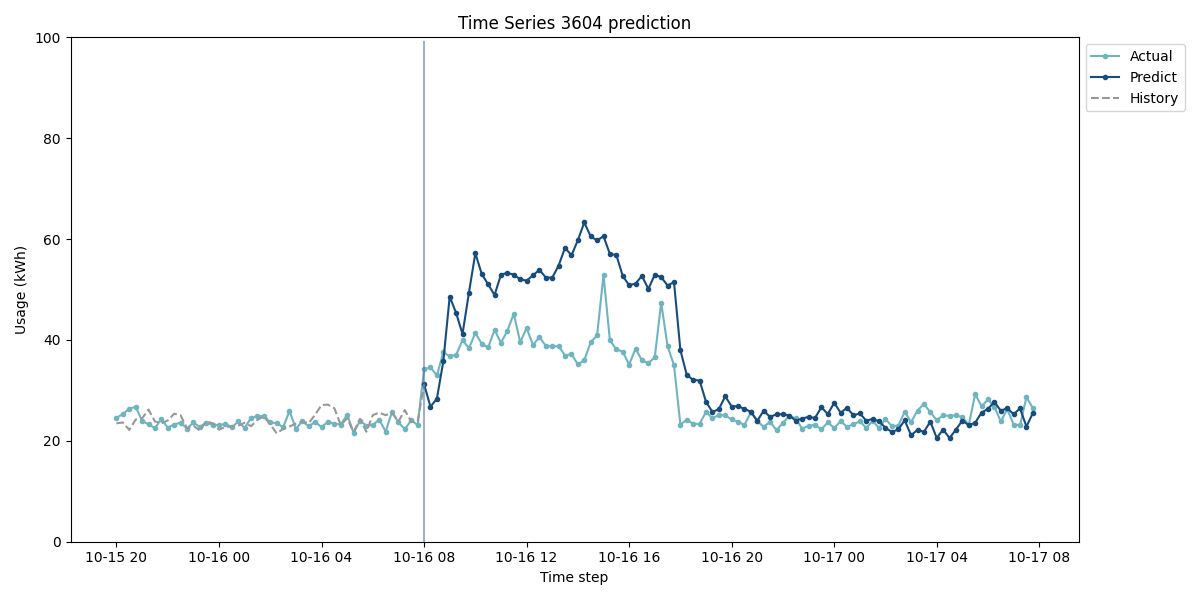 Time Series 3604 prediction
100
80
60
40
20
0
Usage (kWh)
10-15 20
10-16 00
10-16 04
10-16 08
10-16 12
10-16 16
10-16 20
10-17 00
10-17 04
10-17 08
Time step
Actual
Predict
History